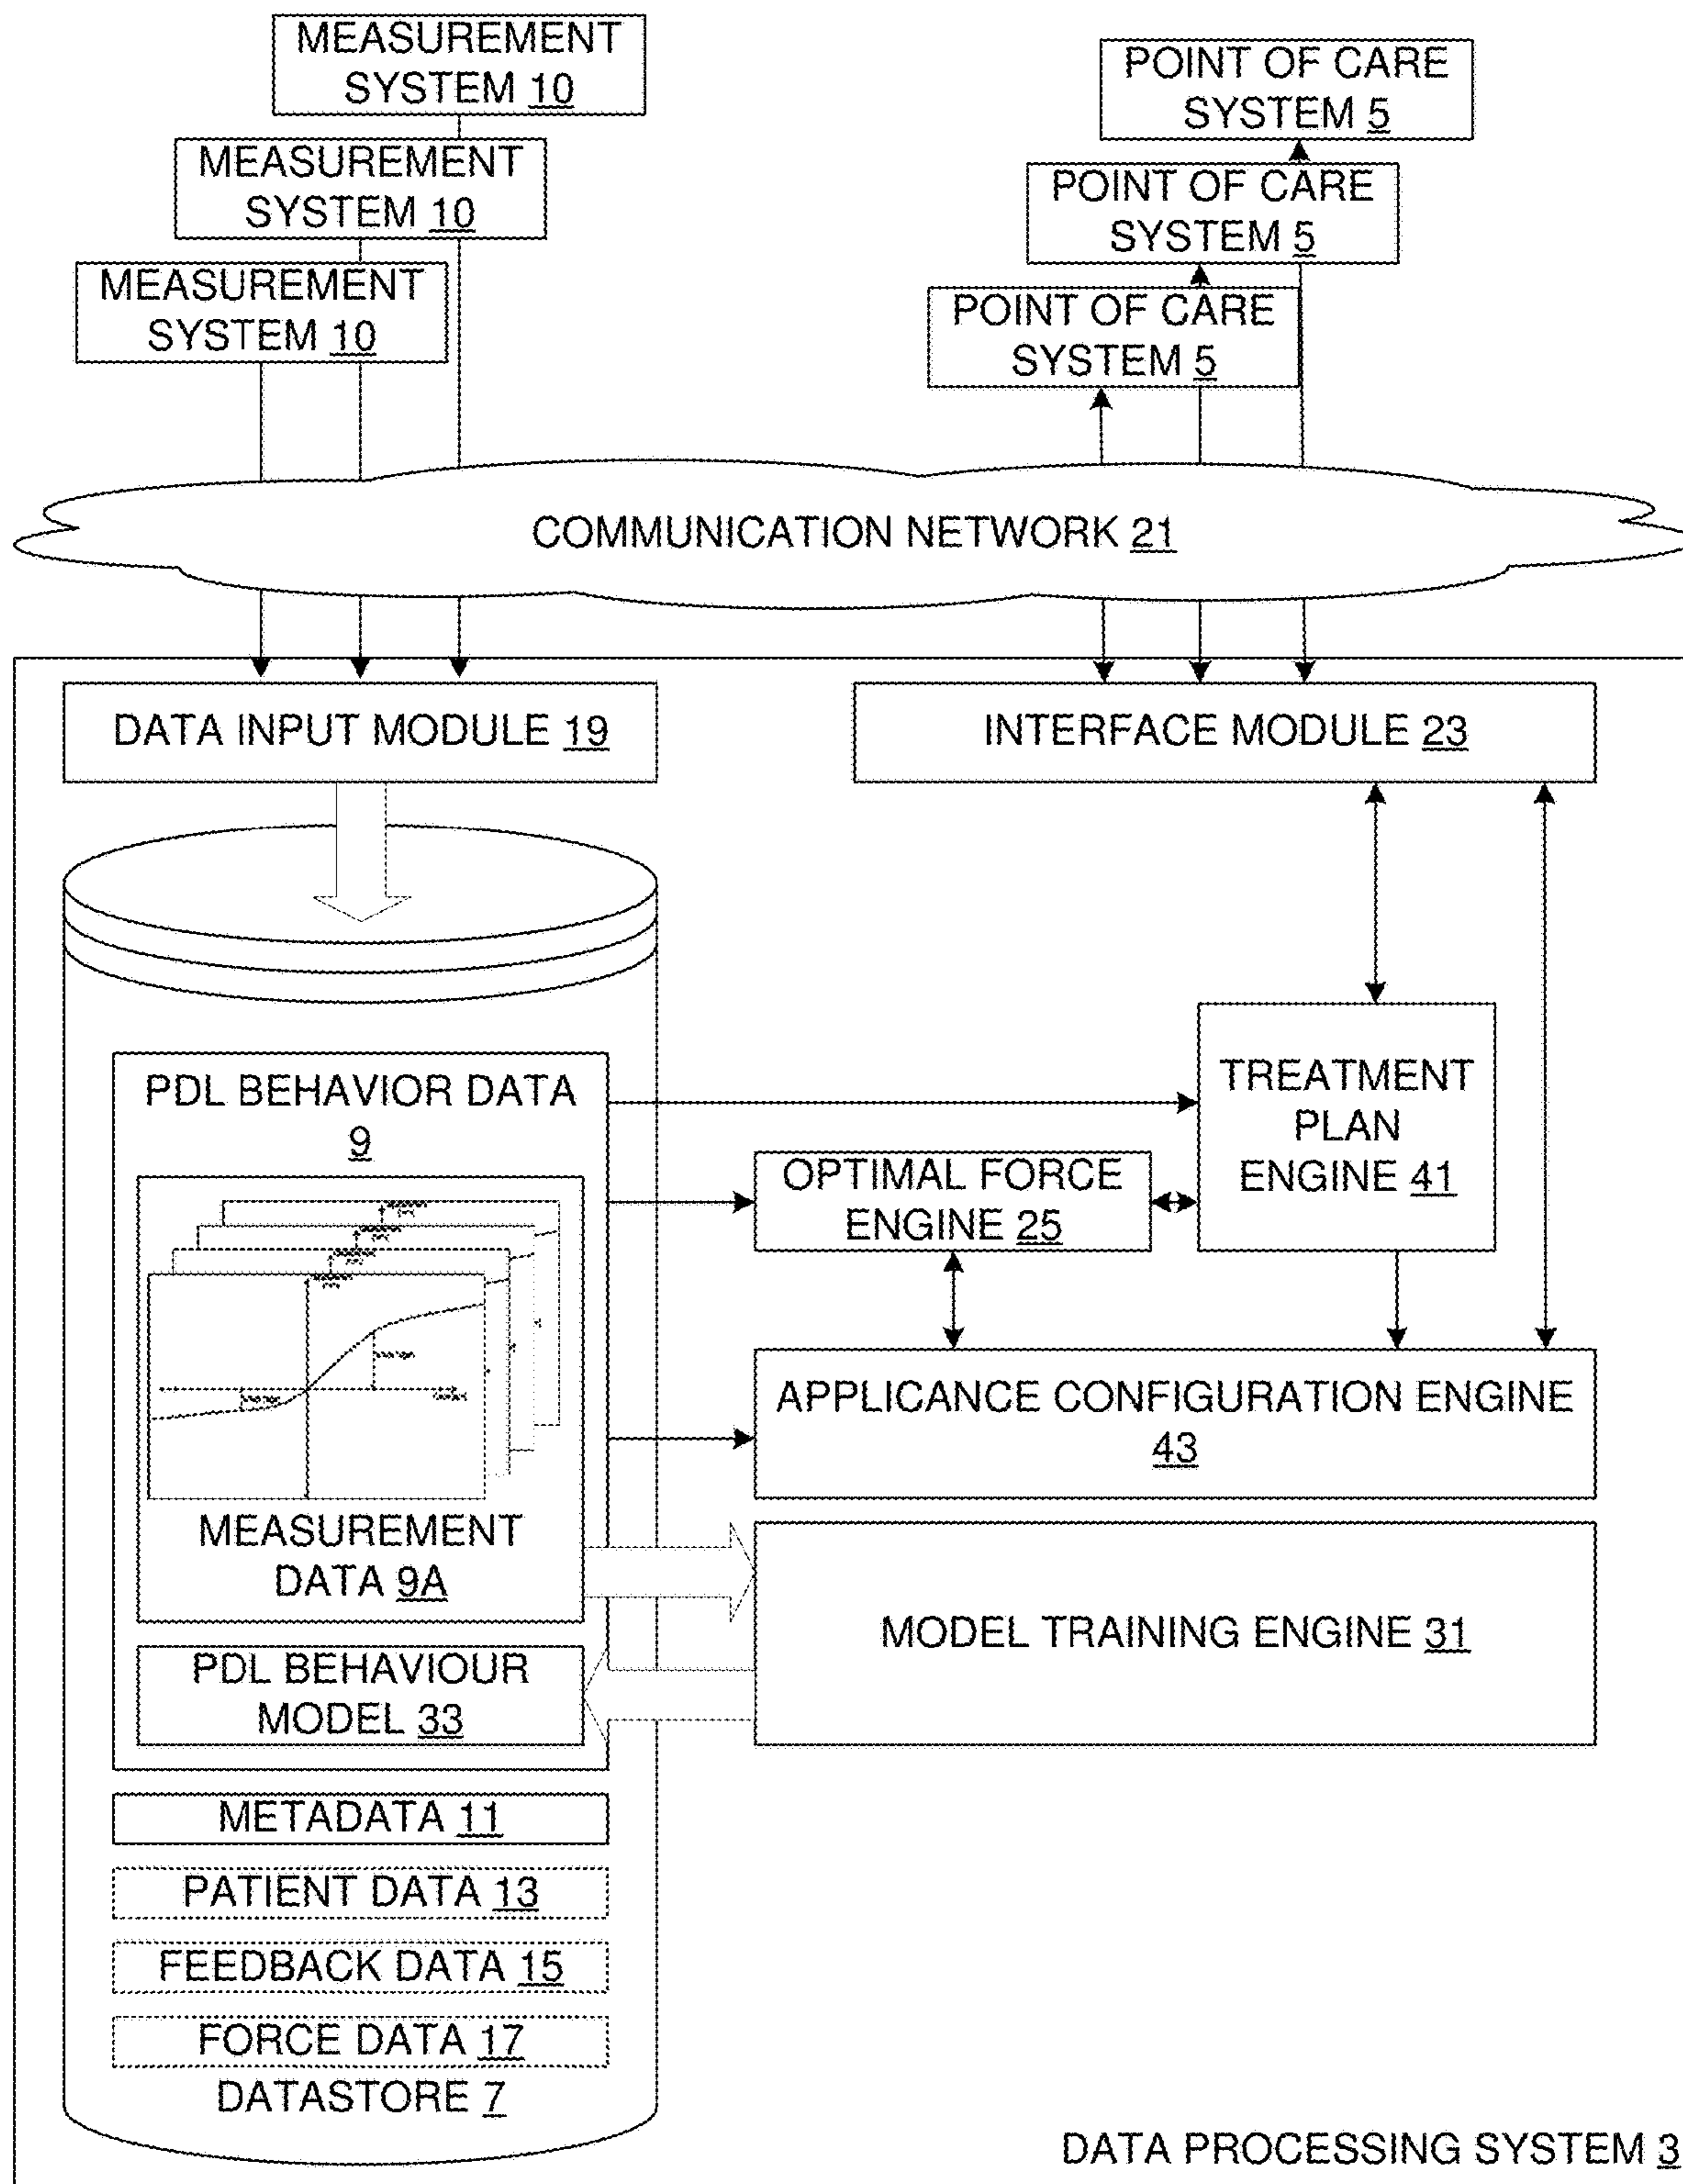 MEASUREMENT
SYSTEM 10
MEASUREMENT
SYSTEM 10
MEASUREMENT
SYSTEM 10
POINT OF CARE
SYSTEM 5
POINT OF CARE
SYSTEM 5
POINT OF CARE
SYSTEM 5
COMMUNICATION NETWORK 21
DATA INPUT MODULE 19
INTERFACE MODULE 23
PDL BEHAVIOR DATA
9
TREATMENT
PLAN
ENGINE 41
OPTIMAL FORCE
ENGINE 25
APPLICANCE CONFIGURATION ENGINE
43
MEASUREMENT
DATA 9A
MODEL TRAINING ENGINE 31
PDL BEHAVIOUR
MODEL 33
METADATA 11
PATIENT DATA 13
FEEDBACK DATA 15
FORCE DATA 17
DATASTORE 7
DATA PROCESSING SYSTEM 3